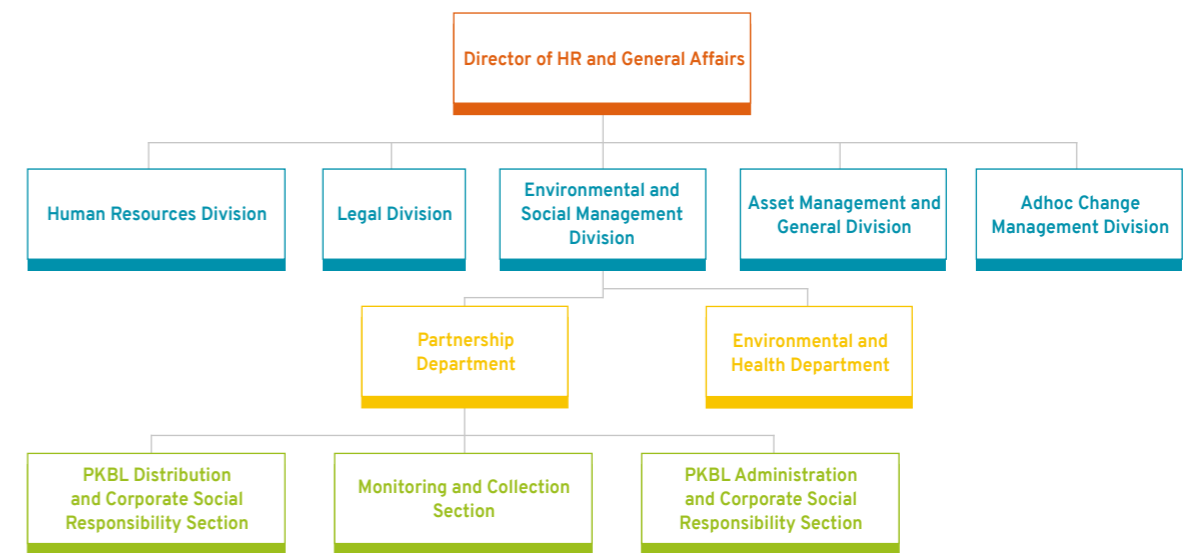 Director of HR and General Affairs
Human Resources Division
Legal Division
Environmental and
Social Management
Division
Asset Management and
General Division
Adhoc Change
Management Division
Partnership
Department
Environmental and
Health Department
PKBL Distribution
and Corporate Social
Responsibility Section
Monitoring and Collection
Section
PKBL Administration
and Corporate Social
Responsibility Section